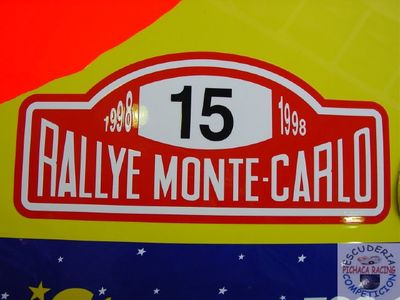 15
1998 1998
RALLYE MONTE-CARLO
ESCUDERIA
PICHACA RACING
COMPETICION